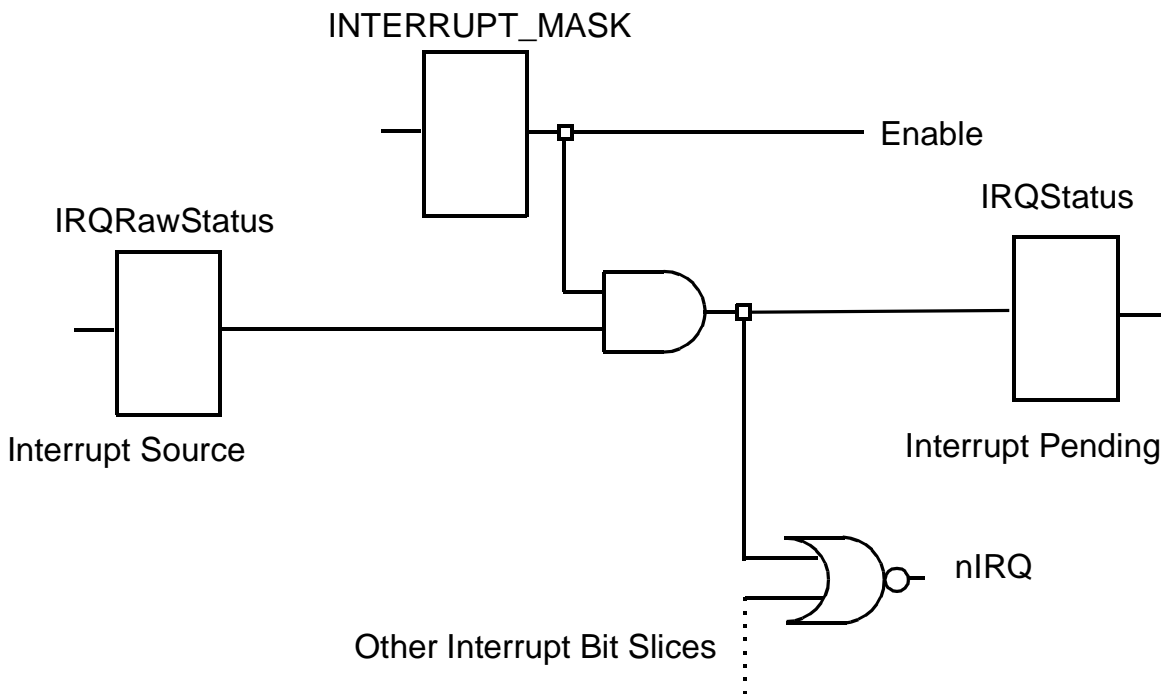 INTERRUPT_MASK
Enable
IRQStatus
IRQRawStatus
Interrupt Source
Interrupt Pending
nIRQ
Other Interrupt Bit Slices